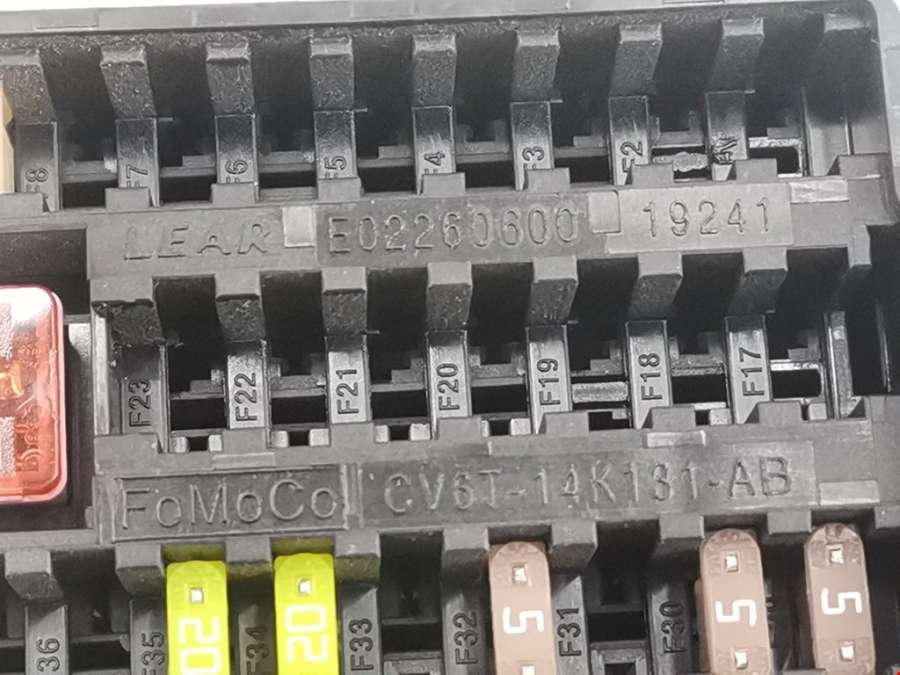 F8 F7 F6 F5 F4 F3 F2
LEAR E02260600 19241
F23 F22 F21 F20 F19 F18 F17
FoMoCo CV6T-14K131-AB
20 20 5 5 5
36 F35 F34 F33 F32 F31 F30